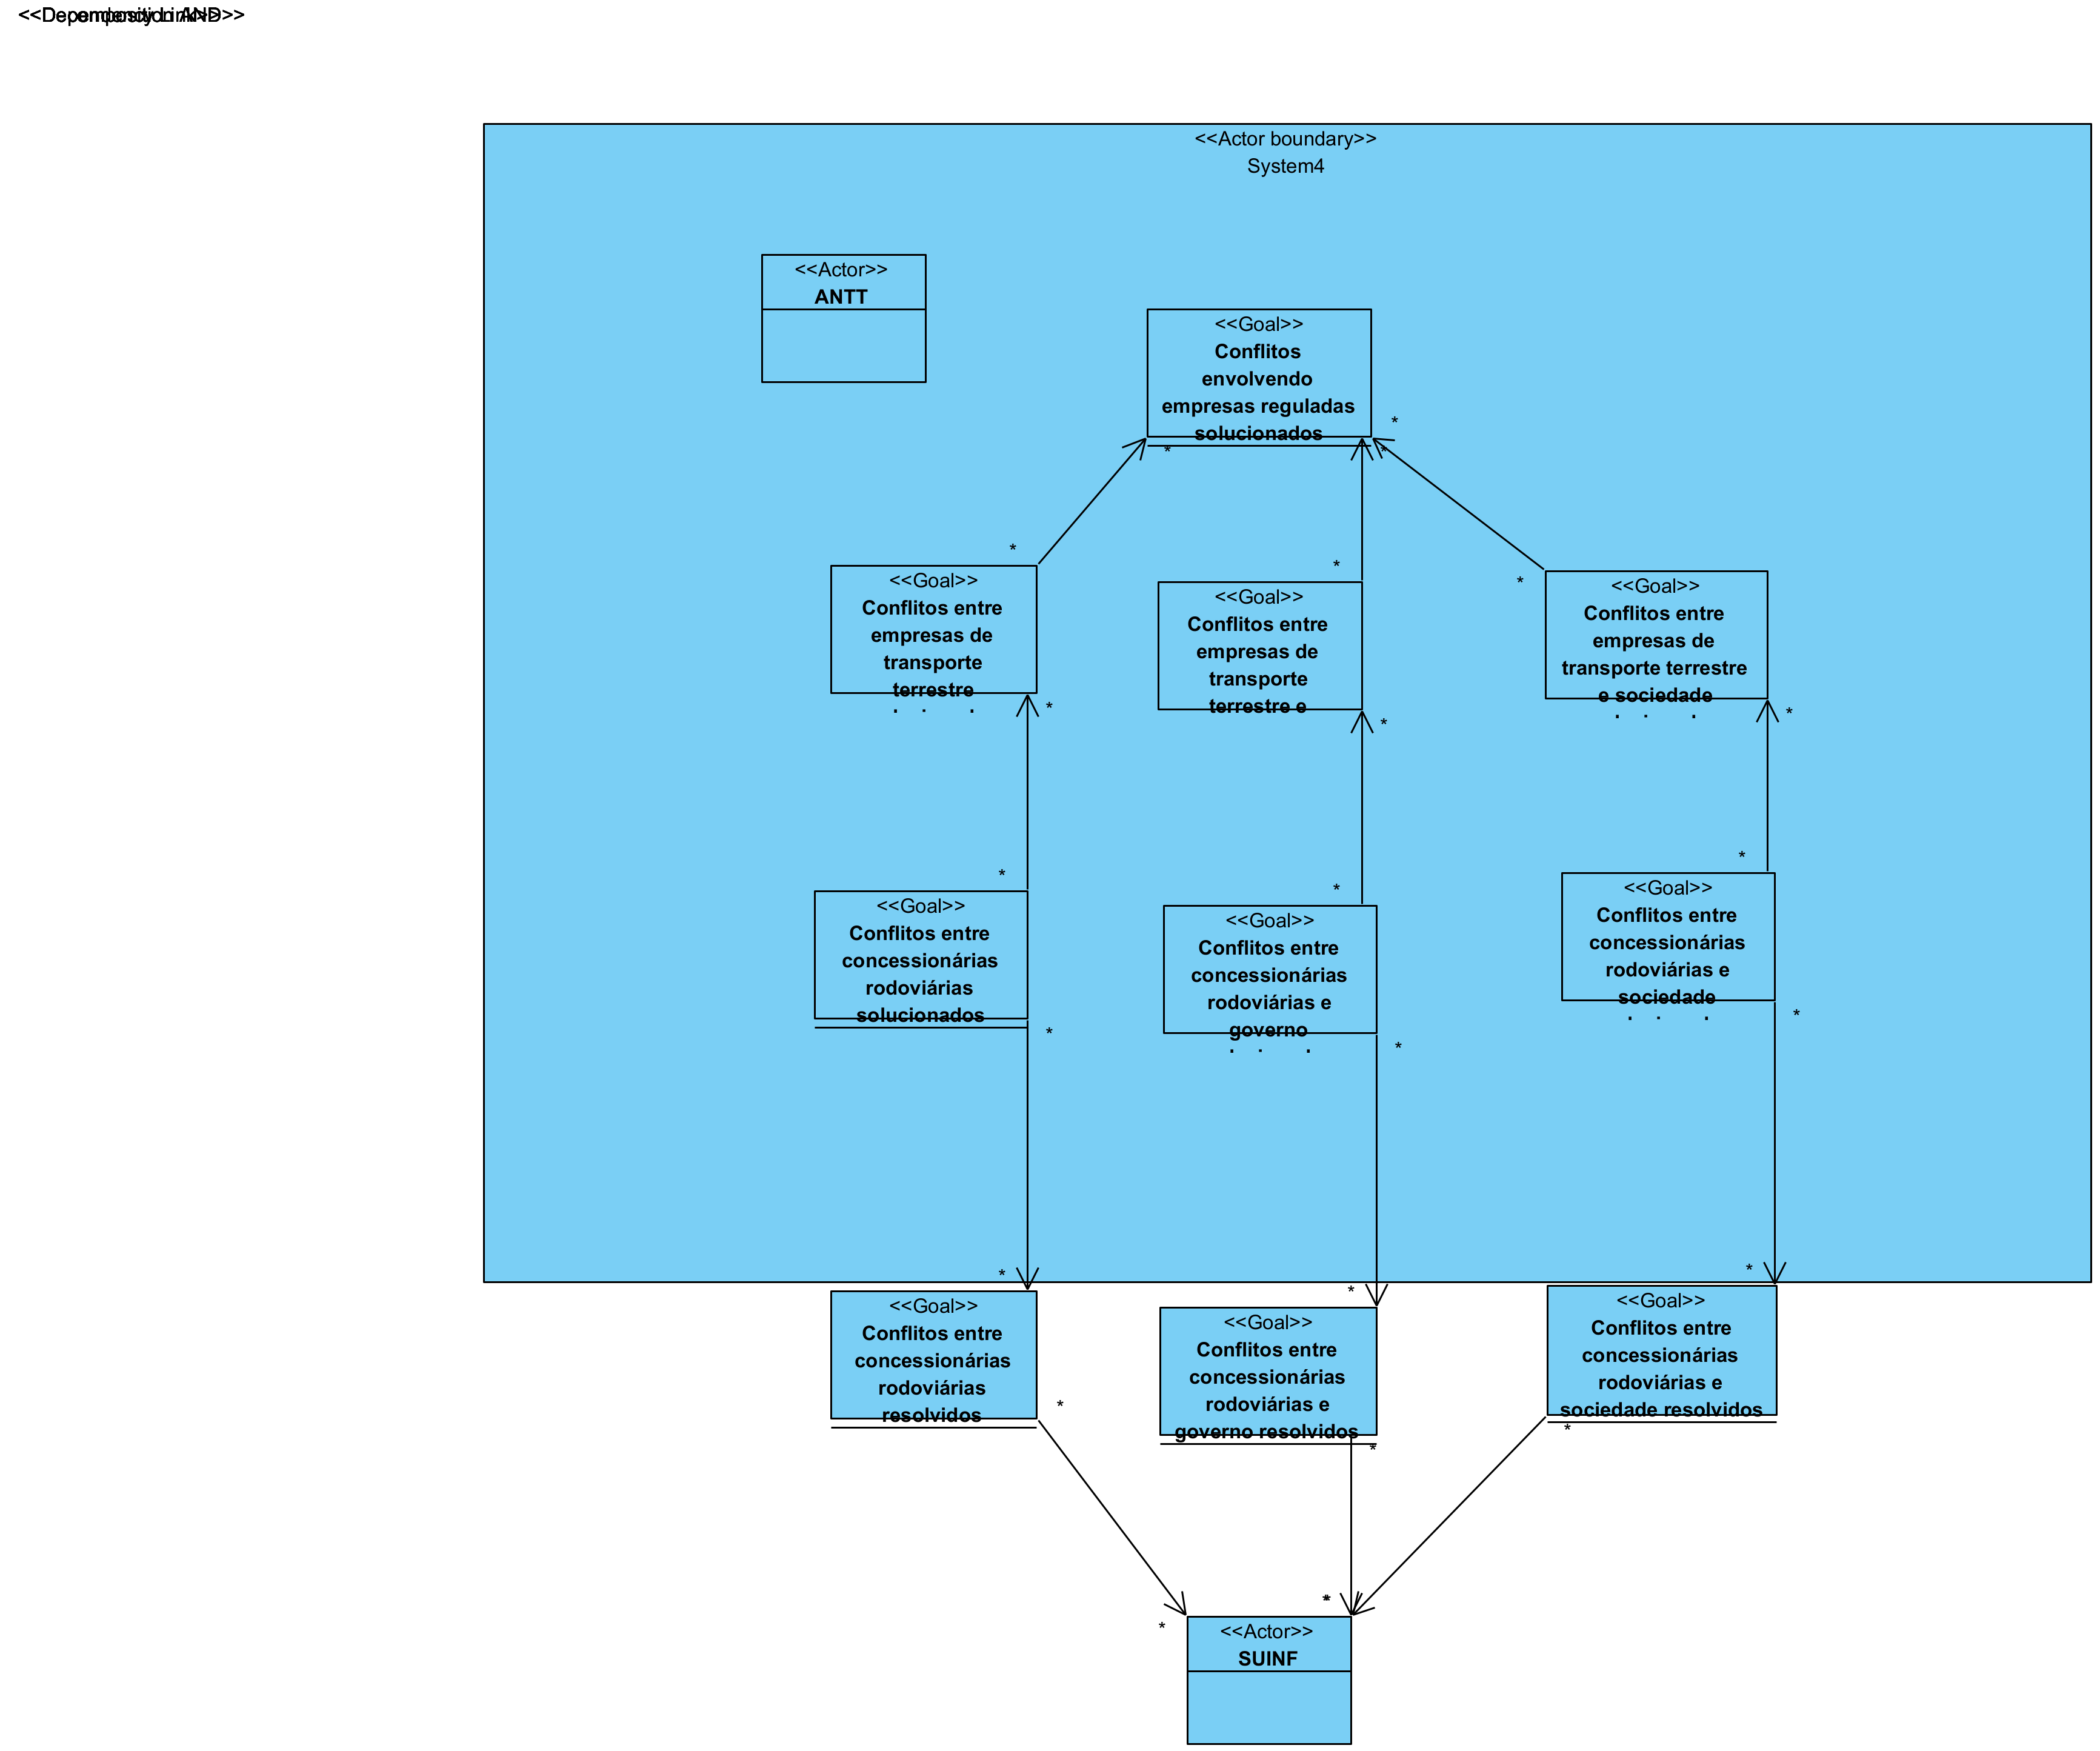 <<Actor boundary>>
System4
<<Actor>>
ANTT
<<Goal>>
Conflitos
envolvendo
empresas reguladas
solucionados
*
*
*
*
*
*
<<Goal>>
Conflitos entre
empresas de
transporte
terrestre
<<Goal>>
Conflitos entre
empresas de
transporte
terrestre e
<<Goal>>
Conflitos entre
empresas de
transporte terrestre
e sociedade
*
*
*
*
*
*
<<Goal>>
Conflitos entre
concessionárias
rodoviárias
solucionados
<<Goal>>
Conflitos entre
concessionárias
rodoviárias e
governo
<<Goal>>
Conflitos entre
concessionárias
rodoviárias e
sociedade
*
*
*
*
*
*
<<Goal>>
Conflitos entre
concessionárias
rodoviárias
resolvidos
<<Goal>>
Conflitos entre
concessionárias
rodoviárias e
governo resolvidos
<<Goal>>
Conflitos entre
concessionárias
rodoviárias e
sociedade resolvidos
*
*
*
*
*
*
<<Actor>>
SUINF